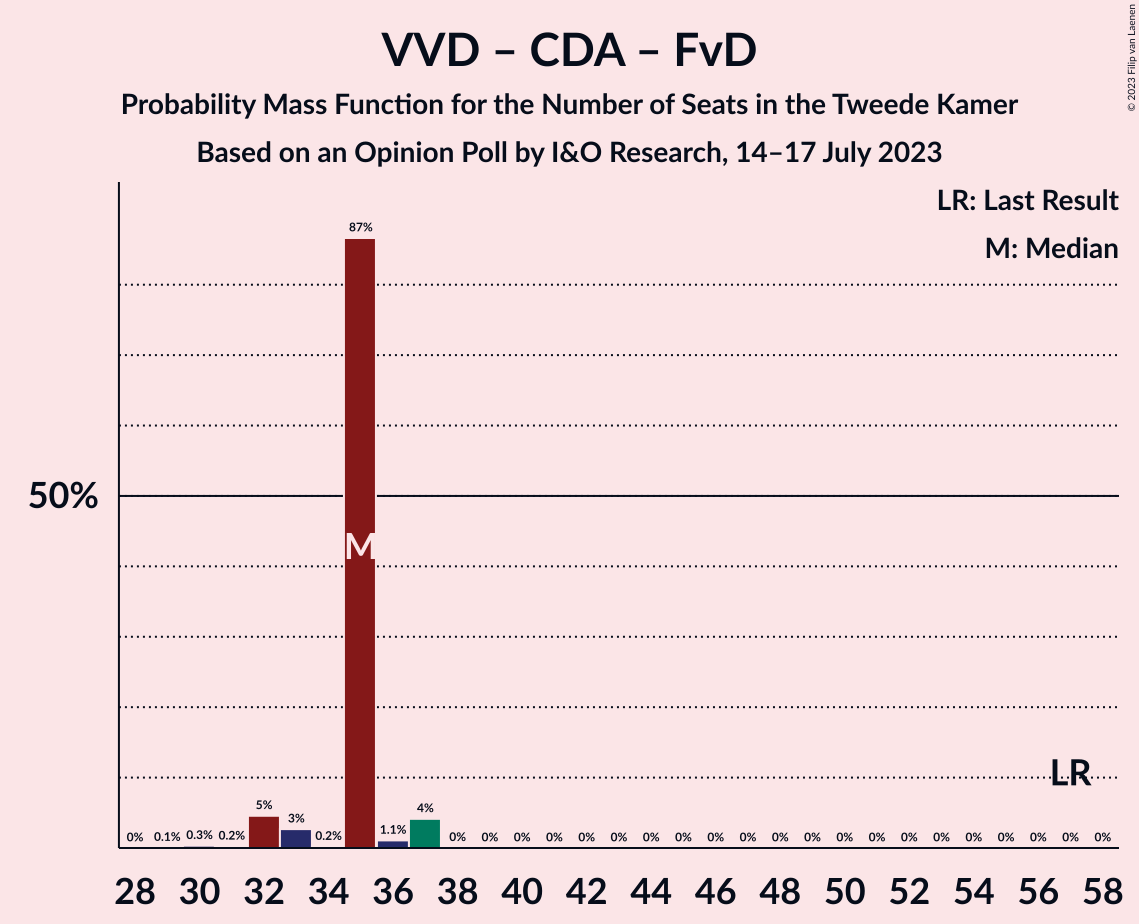 VVD – CDA – FvD
Probability Mass Function for the Number of Seats in the Tweede Kamer
Based on an Opinion Poll by I&O Research, 14–17 July 2023
© 2023 Filip van Laenen
LR: Last Result
M: Median
87%
50%
M
LR
0% 0.1% 0.3% 0.2% 5% 3% 0.2% 1.1% 4% 0% 0% 0% 0% 0% 0% 0% 0% 0% 0% 0% 0% 0% 0% 0% 0% 0% 0% 0% 0% 0%
28 30 32 34 36 38 40 42 44 46 48 50 52 54 56 58